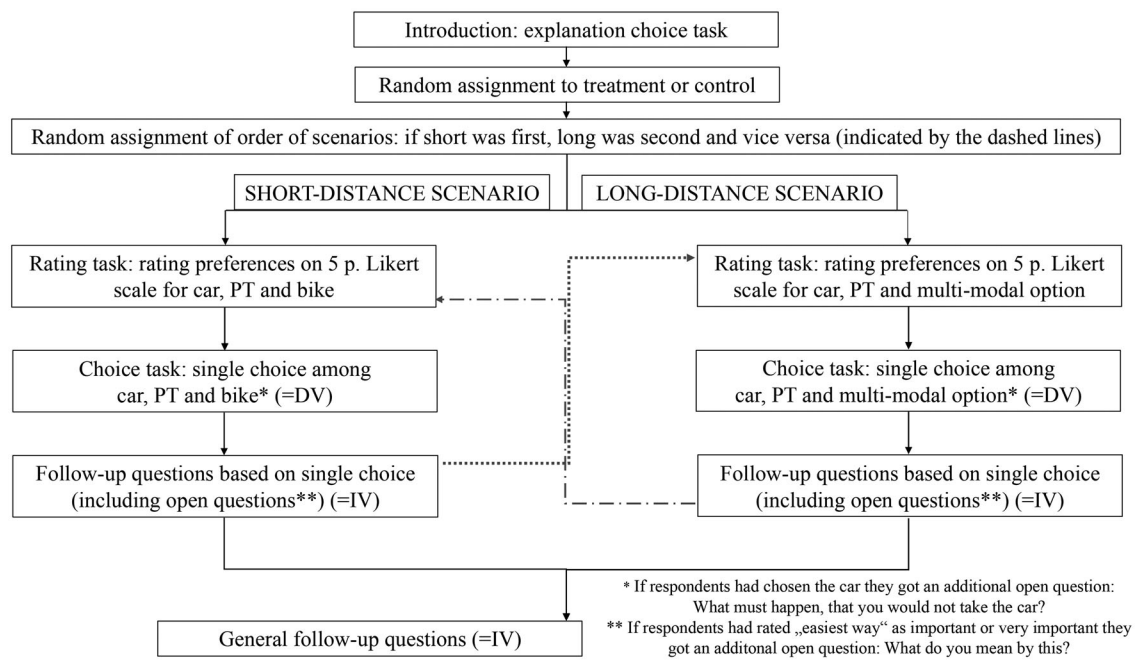 Introduction: explanation choice task
Random assignment to treatment or control
Random assignment of order of scenarios: if short was first, long was second and vice versa (indicated by the dashed lines)
SHORT-DISTANCE SCENARIO
LONG-DISTANCE SCENARIO
Rating task: rating preferences on 5 p. Likert
scale for car, PT and bike
Rating task: rating preferences on 5 p. Likert
scale for car, PT and multi-modal option
Choice task: single choice among
car, PT and bike* (=DV)
Choice task: single choice among
car, PT and multi-modal option* (=DV)
Follow-up questions based on single choice
(including open questions**) (=IV)
Follow-up questions based on single choice
(including open questions**) (=IV)
General follow-up questions (=IV)
* If respondents had chosen the car they got an additional open question:
What must happen, that you would not take the car?
** If respondents had rated „easiest way“ as important or very important they
got an additonal open question: What do you mean by this?